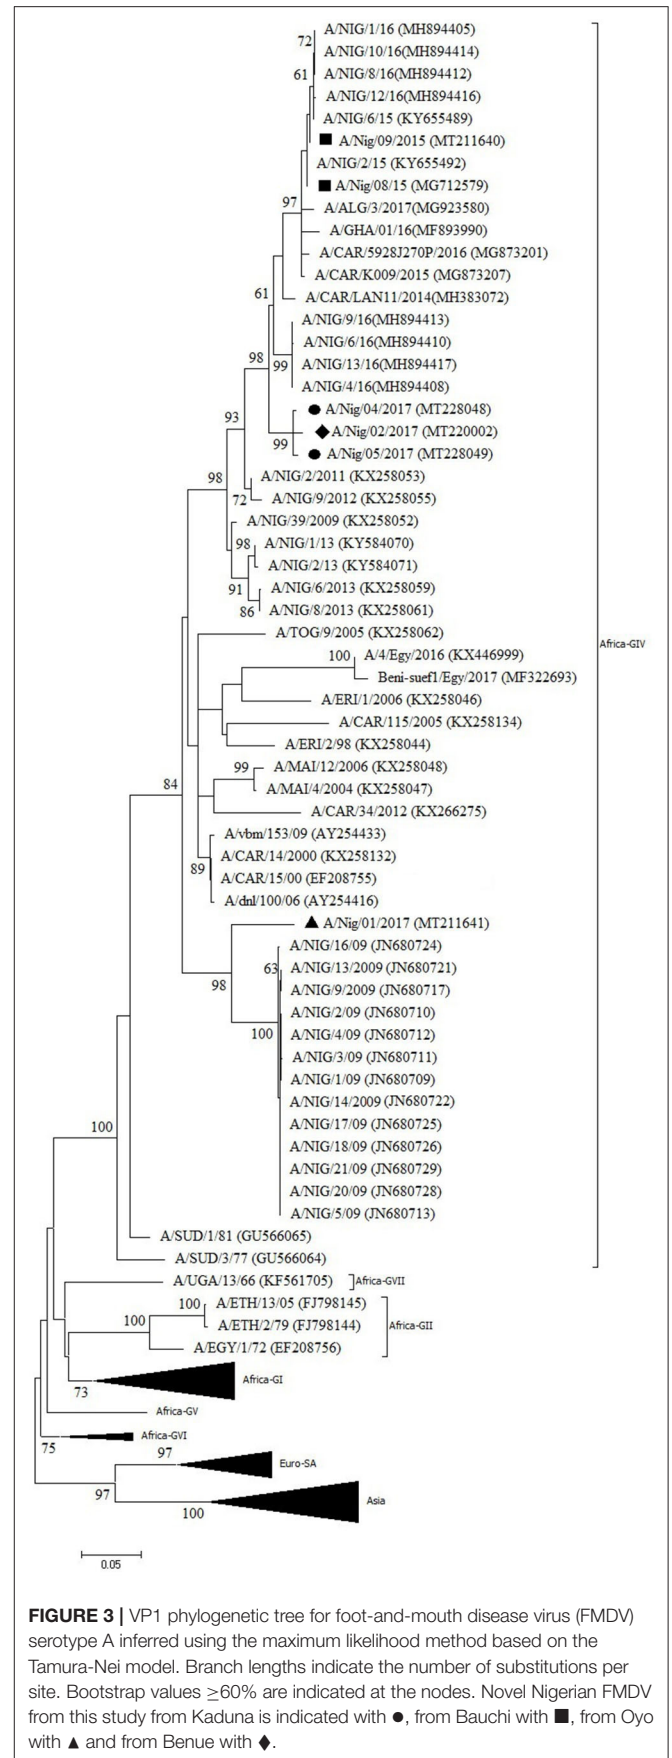 A/NIG/1/16 (MH894405)
72
A/NIG/10/16(MH894414)
61
A/NIG/8/16(MH894412)
A/NIG/12/16(MH894416)
A/NIG/6/15 (KY655489)
■ A/Nig/09/2015 (MT211640)
A/NIG/2/15 (KY655492)
■ A/Nig/08/15 (MG712579)
97
A/ALG/3/2017(MG923580)
A/GHA/01/16(MF893990)
A/CAR/5928J270P/2016 (MG873201)
A/CAR/K009/2015 (MG873207)
61
A/CAR/LAN11/2014(MH383072)
A/NIG/9/16(MH894413)
A/NIG/6/16(MH894410)
98
99
A/NIG/13/16(MH894417)
A/NIG/4/16(MH894408)
93
● A/Nig/04/2017 (MT228048)
◆ A/Nig/02/2017 (MT220002)
99
● A/Nig/05/2017 (MT228049)
98
A/NIG/2/2011 (KX258053)
72
A/NIG/9/2012 (KX258055)
A/NIG/39/2009 (KX258052)
98
A/NIG/1/13 (KY584070)
A/NIG/2/13 (KY584071)
91
A/NIG/6/2013 (KX258059)
86
A/NIG/8/2013 (KX258061)
A/TOG/9/2005 (KX258062)
Africa-GIV
100
A/4/Egy/2016 (KX446999)
Beni-suef1/Egy/2017 (MF322693)
A/ERI/1/2006 (KX258046)
A/CAR/115/2005 (KX258134)
A/ERI/2/98 (KX258044)
99
A/MAI/12/2006 (KX258048)
84
A/MAI/4/2004 (KX258047)
A/CAR/34/2012 (KX266275)
A/vbm/153/09 (AY254433)
A/CAR/14/2000 (KX258132)
89
A/CAR/15/00 (EF208755)
A/dnl/100/06 (AY254416)
▲ A/Nig/01/2017 (MT211641)
A/NIG/16/09 (JN680724)
63
A/NIG/13/2009 (JN680721)
98
A/NIG/9/2009 (JN680717)
A/NIG/2/09 (JN680710)
100
A/NIG/4/09 (JN680712)
A/NIG/3/09 (JN680711)
A/NIG/1/09 (JN680709)
A/NIG/14/2009 (JN680722)
100
A/NIG/17/09 (JN680725)
A/NIG/18/09 (JN680726)
A/NIG/21/09 (JN680729)
A/NIG/20/09 (JN680728)
A/NIG/5/09 (JN680713)
A/SUD/1/81 (GU566065)
A/SUD/3/77 (GU566064)
A/UGA/13/66 (KF561705)
Africa-GVII
100
A/ETH/13/05 (FJ798145)
100
A/ETH/2/79 (FJ798144)
Africa-GII
A/EGY/1/72 (EF208756)
73
Africa-GI
Africa-GV
75
Africa-GVI
97
Euro-SA
97
100
Asia
0.05
FIGURE 3 | VP1 phylogenetic tree for foot-and-mouth disease virus (FMDV)
serotype A inferred using the maximum likelihood method based on the
Tamura-Nei model. Branch lengths indicate the number of substitutions per
site. Bootstrap values ≥60% are indicated at the nodes. Novel Nigerian FMDV
from this study from Kaduna is indicated with ●, from Bauchi with ■, from Oyo
with ▲ and from Benue with ◆.